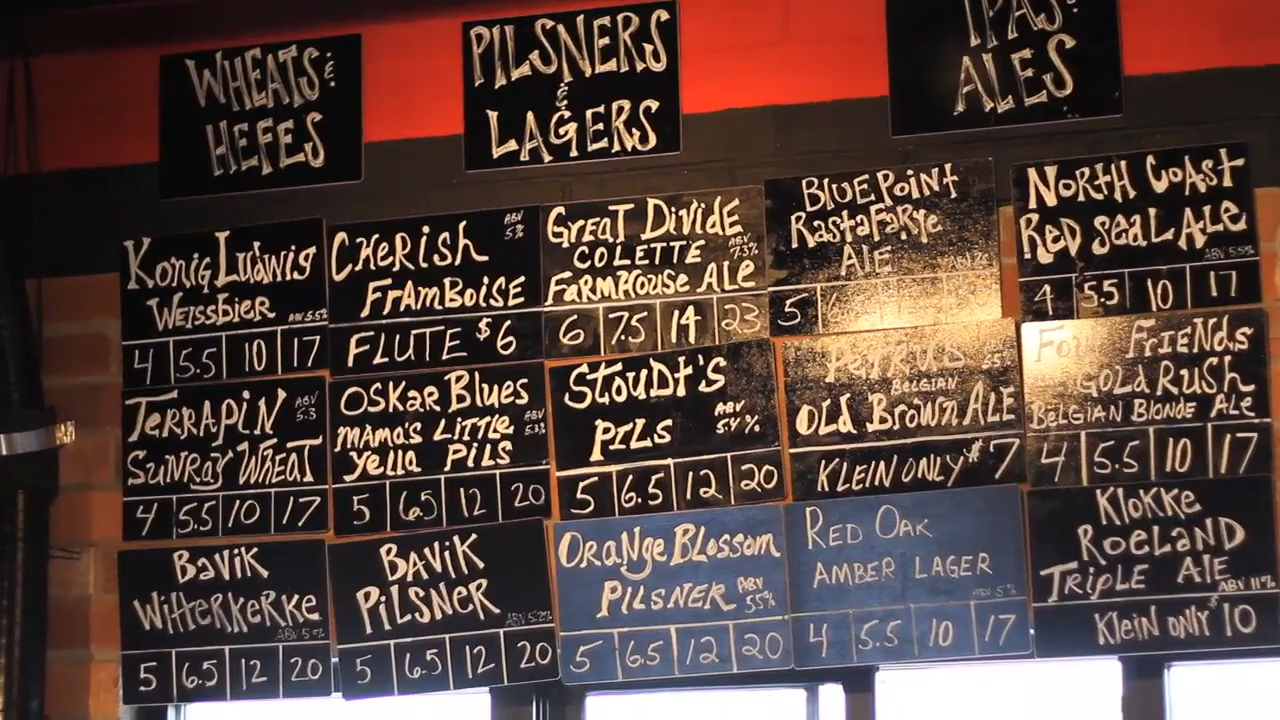 WHEATS &
HEFES
PILSNERS
&
LAGERS
IPAS &
ALES
KONIG LUDWIG
WEISSBIER ABV 5.5%
4 5.5 10 17
CHERISH ABV 5%
FRAMBOISE
FLUTE $6
GREAT DIVIDE
COLETTE ABV 7.3%
FARMHOUSE ALE
6 7.5 14 23
BLUEPOINT
RASTAFARYE
ALE
5
NORTH COAST
RED SEAL ALE
ABV 5.5%
4 5.5 10 17
TERRAPIN ABV 5.3
SUNRAY WHEAT
4 5.5 10 17
OSKAR BLUES
MAMA'S LITTLE ABV 5.3%
YELLA PILS
5 6.5 12 20
STOUDT'S
PILS ABV 5.4%
5 6.5 12 20
PETRUS
BELGIAN
OLD BROWN ALE
KLEIN ONLY $7
FRIENDS
GOLD RUSH
BELGIAN BLONDE ALE
4 5.5 10 17
BAVIK
WITTERKERKE
ABV
5 6.5 12 20
BAVIK
PILSNER
ABV 5.2%
5 6.5 12 20
ORANGE BLOSSOM
PILSNER ABV 5.5%
5 6.5 12 20
RED OAK
AMBER LAGER
ABV 5%
4 5.5 10 17
KLOKKE
ROELAND
TRIPLE ALE
ABV 11%
KLEIN ONLY $10